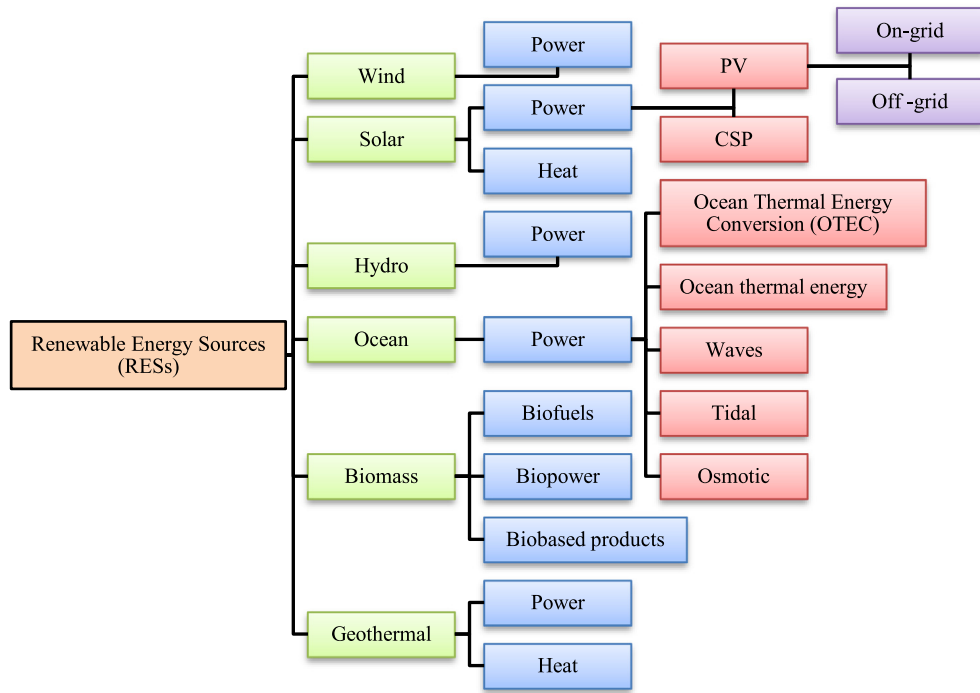 Renewable Energy Sources
(RESs)
Wind
Power
Solar
Power
PV
On-grid
Off -grid
CSP
Heat
Hydro
Power
Ocean
Power
Ocean Thermal Energy
Conversion (OTEC)
Ocean thermal energy
Waves
Tidal
Osmotic
Biomass
Biofuels
Biopower
Biobased products
Geothermal
Power
Heat